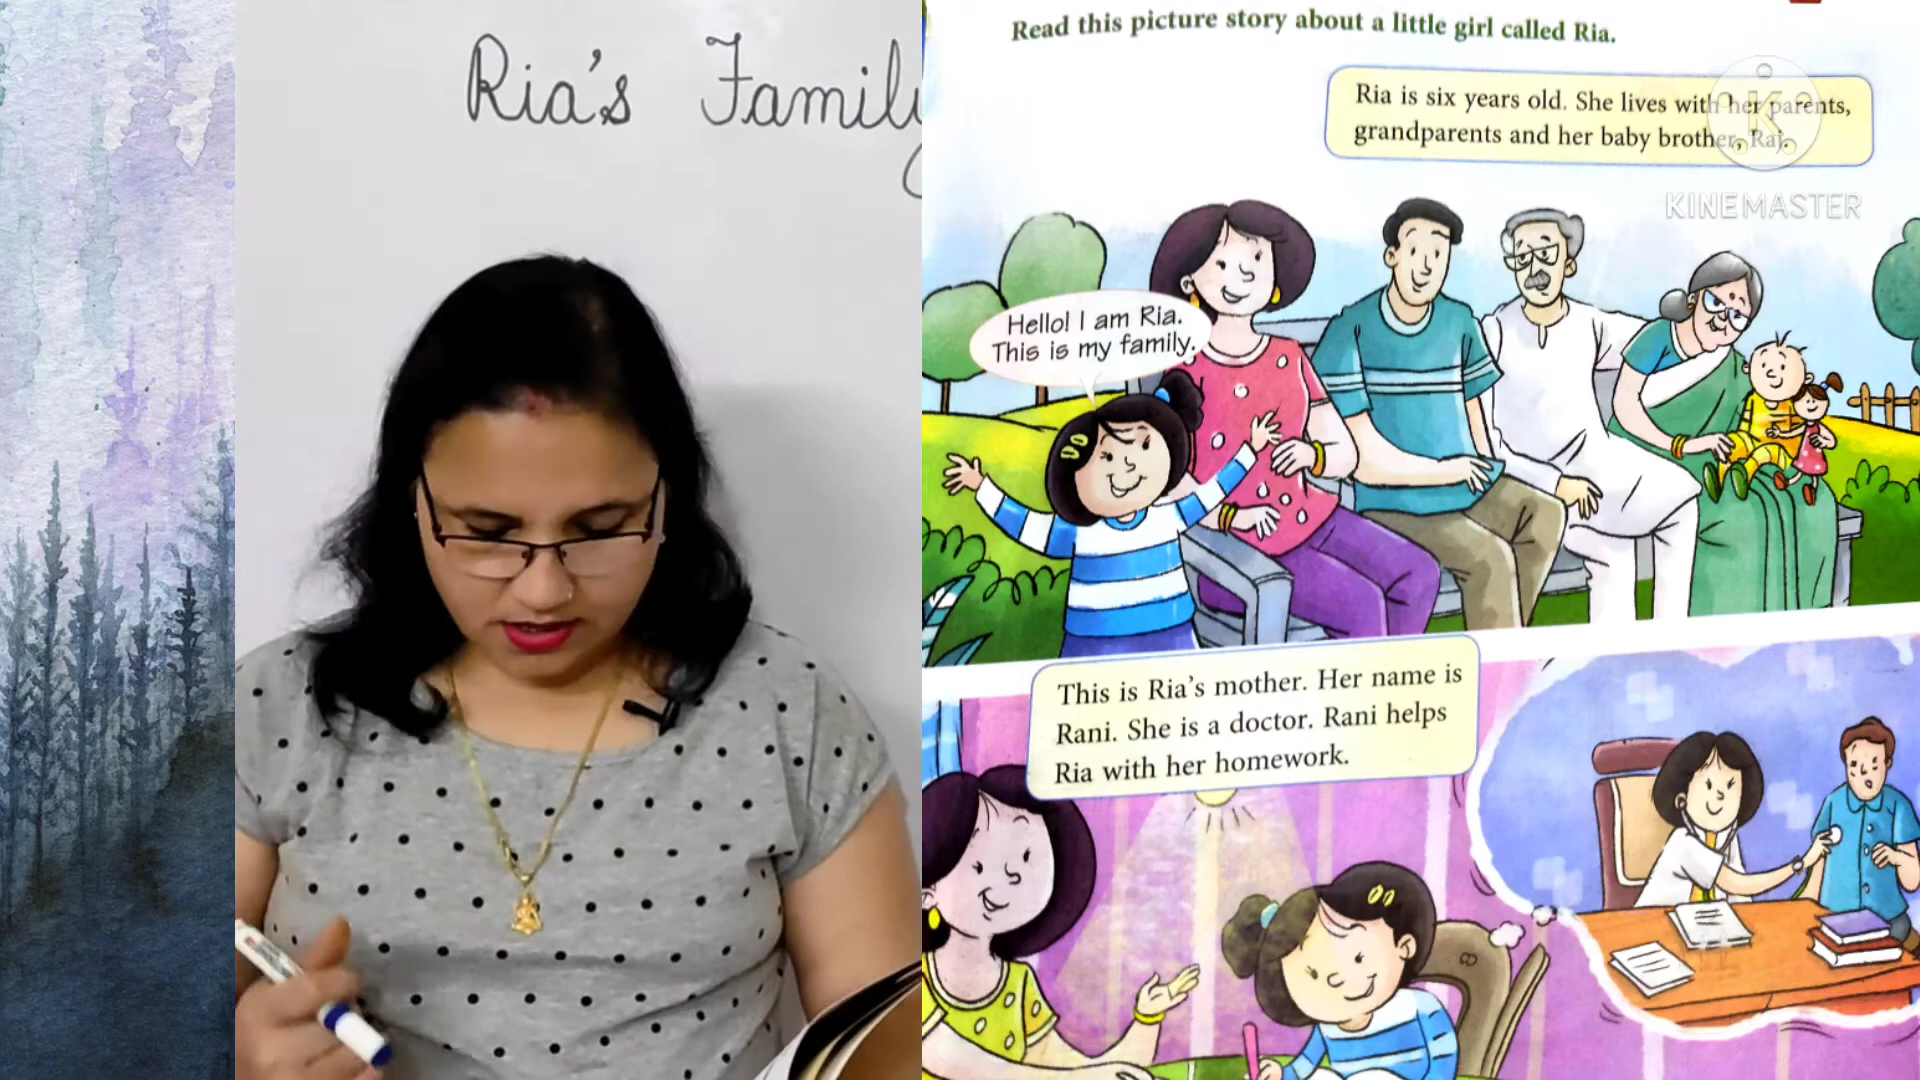 Ria's Family
Read this picture story about a little girl called Ria.
Ria is six years old. She lives with her parents,
grandparents and her baby brother, Raj.
KINEMASTER
Hello! I am Ria.
This is my family.
This is Ria's mother. Her name is
Rani. She is a doctor. Rani helps
Ria with her homework.